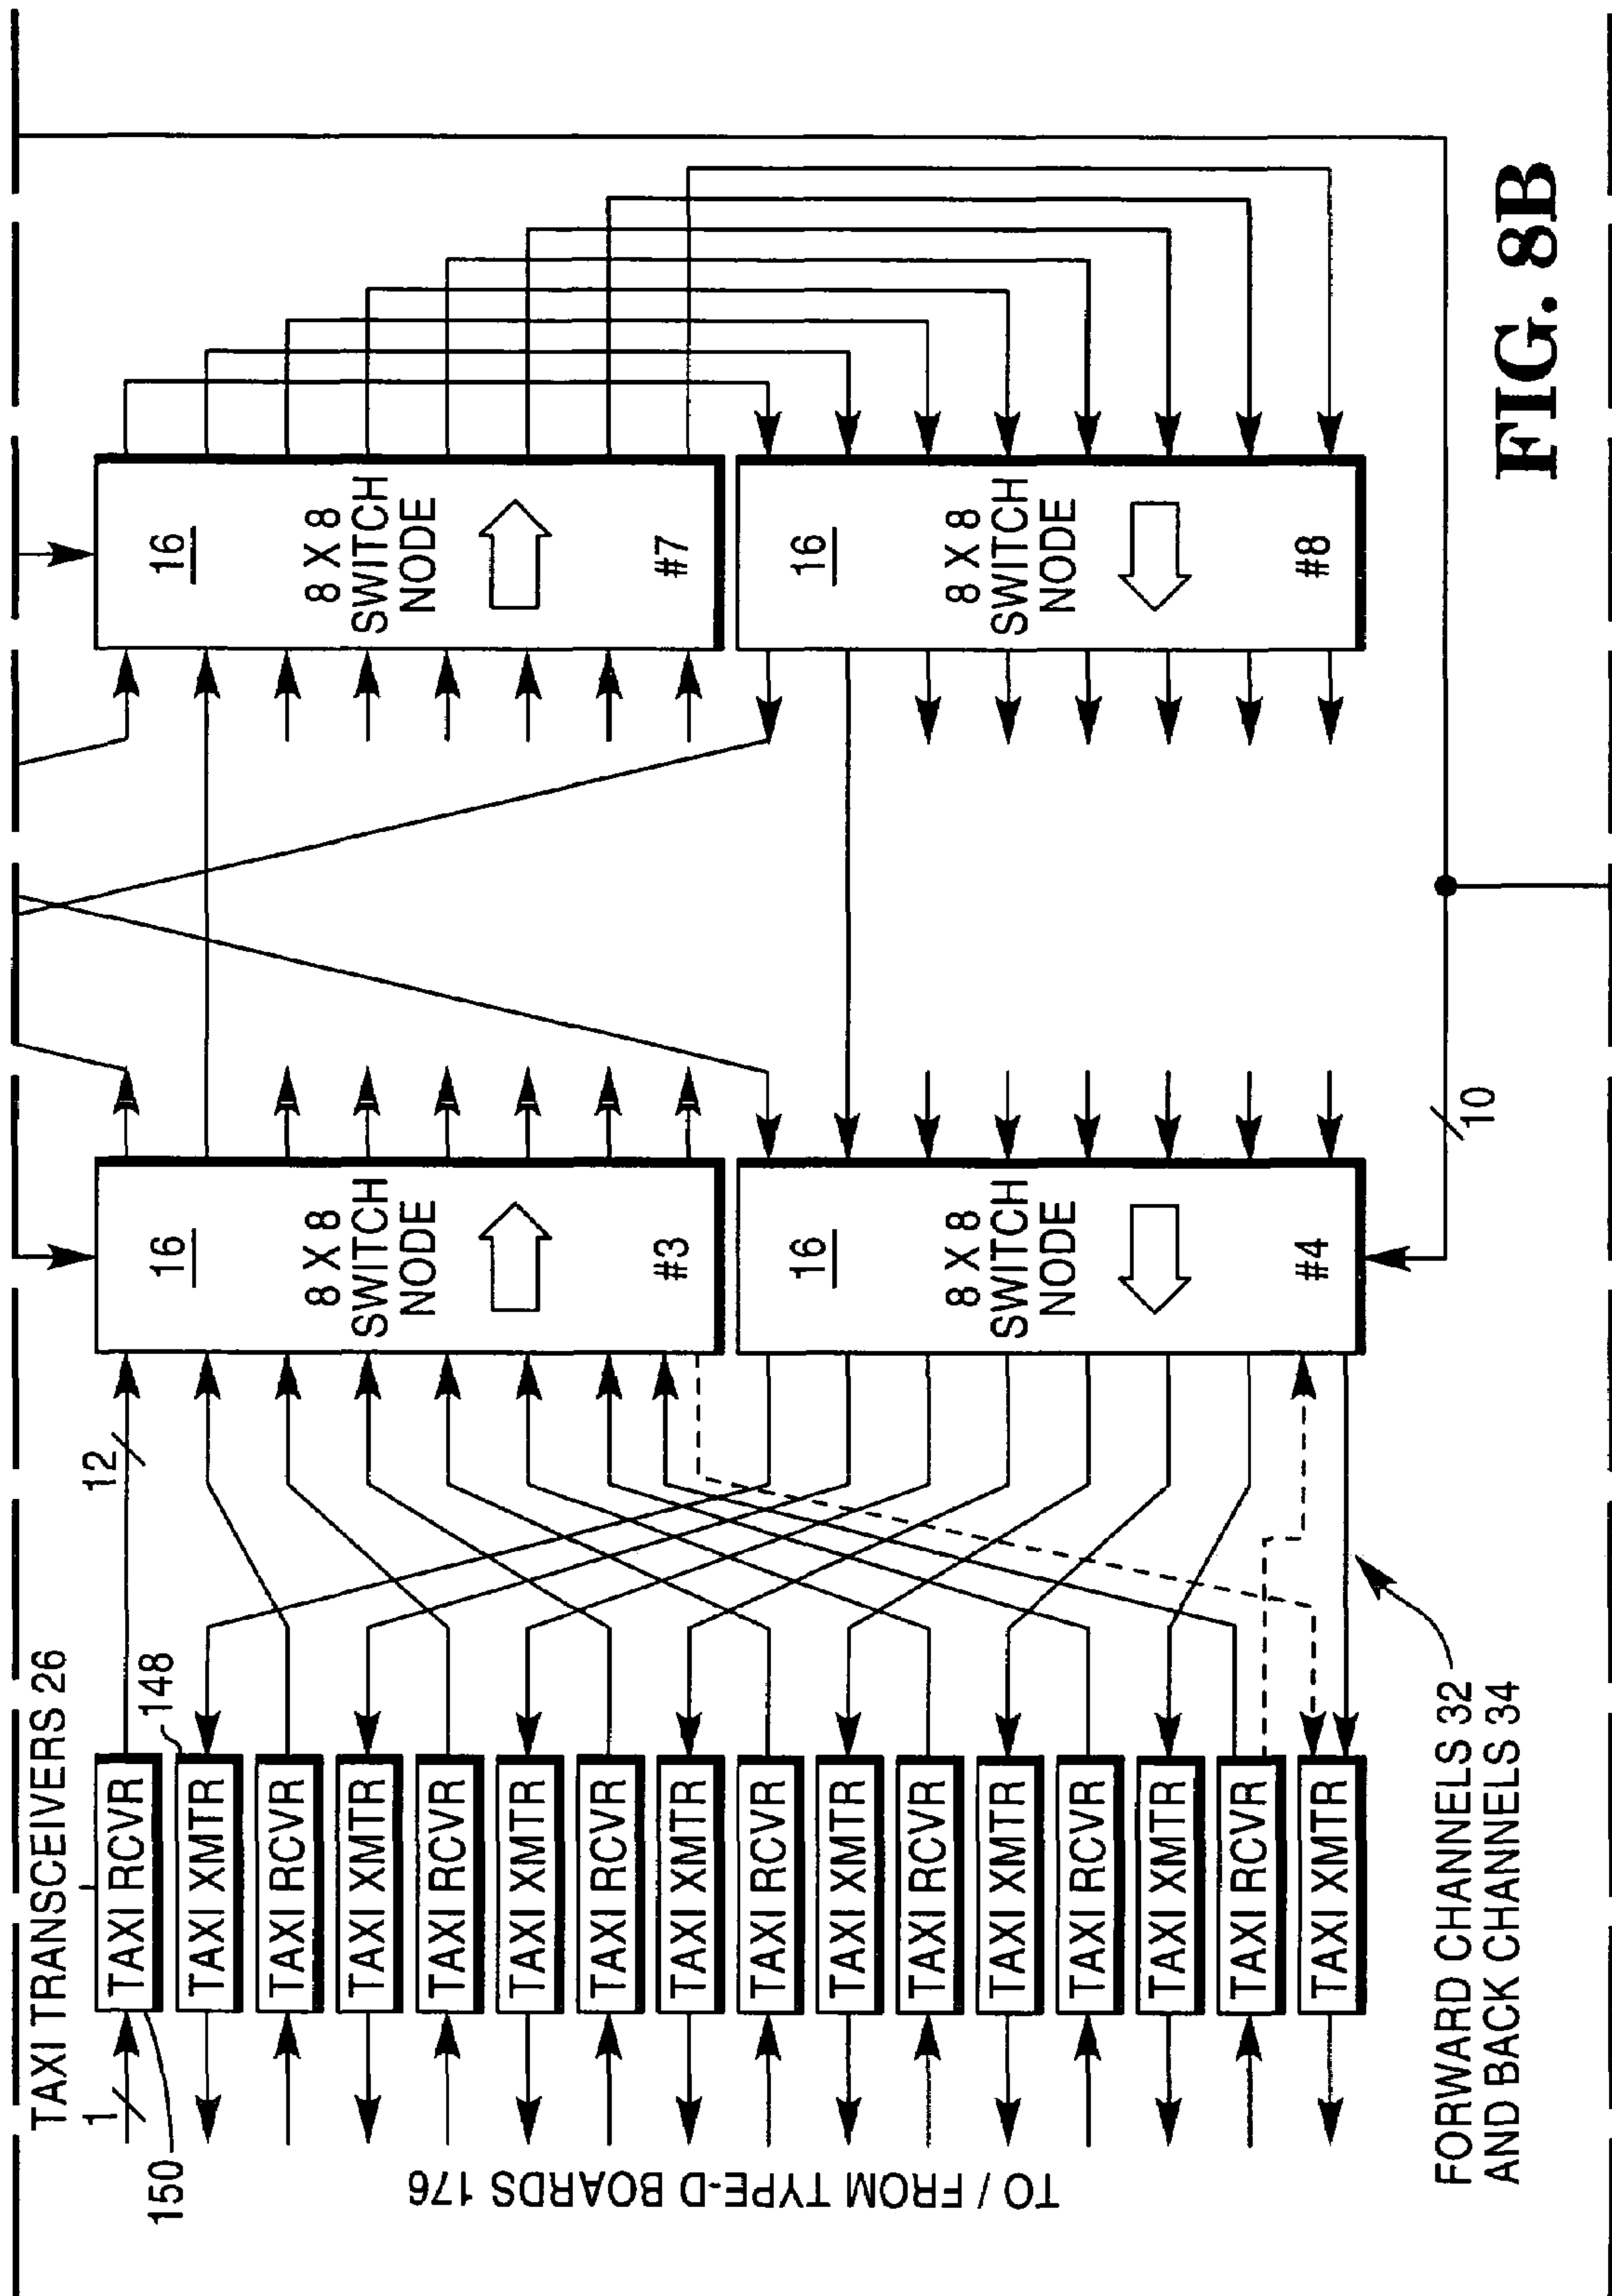 TAXI TRANSCEIVERS 26
1
150
148
12
TAXI RCVR
TAXI XMTR
TAXI RCVR
TAXI XMTR
TAXI RCVR
TAXI XMTR
TAXI RCVR
TAXI XMTR
TAXI RCVR
TAXI XMTR
TAXI RCVR
TAXI XMTR
TAXI RCVR
TAXI XMTR
TAXI RCVR
TAXI XMTR
TO / FROM TYPE-D BOARDS 176
16
8 X 8
SWITCH
NODE
#3
16
8 X 8
SWITCH
NODE
#4
16
8 X 8
SWITCH
NODE
#7
16
8 X 8
SWITCH
NODE
#8
10
FORWARD CHANNELS 32
AND BACK CHANNELS 34
FIG. 8B